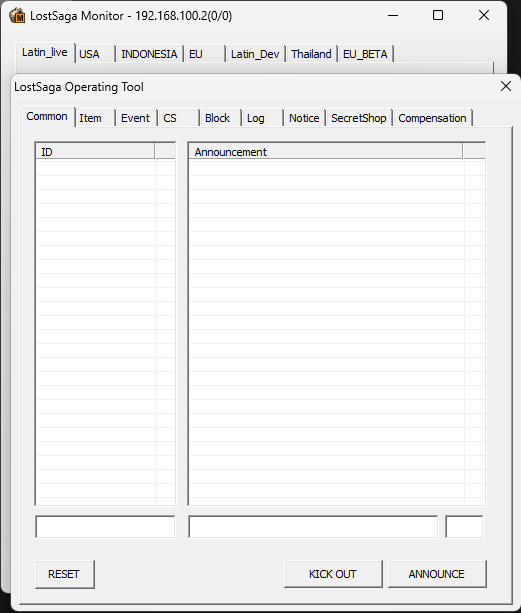 LostSaga Monitor - 192.168.100.2(0/0)
Latin_live USA INDONESIA EU Latin_Dev Thailand EU_BETA
LostSaga Operating Tool
Common Item Event CS Block Log Notice SecretShop Compensation
ID Announcement
RESET KICK OUT ANNOUNCE